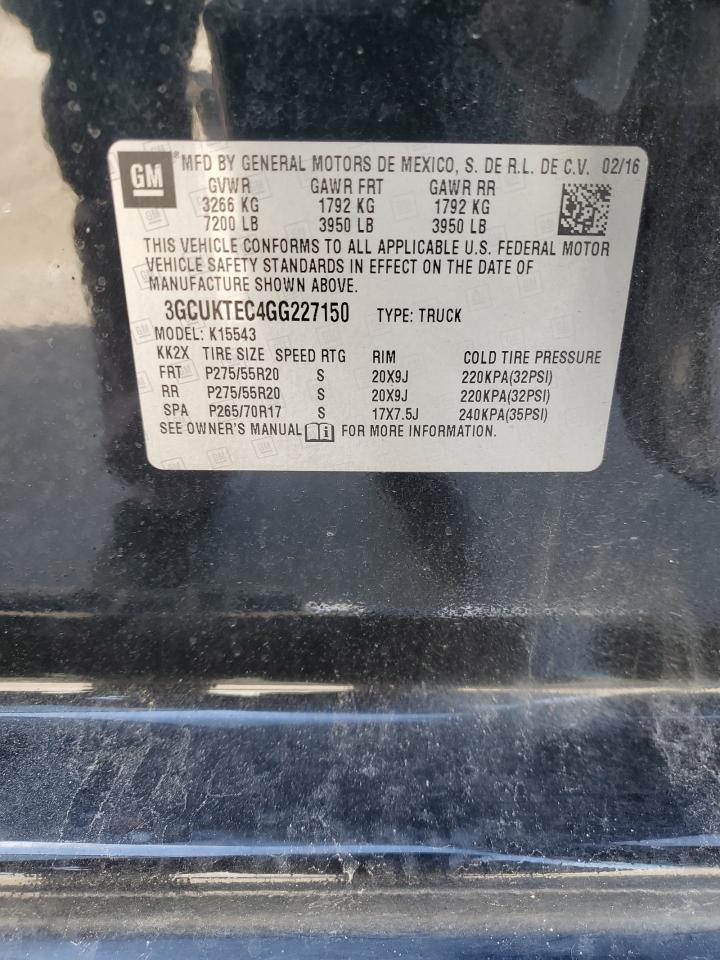 GM ® MFD BY GENERAL MOTORS DE MEXICO, S. DE R.L. DE C.V. 02/16
GVWR GAWR FRT GAWR RR
3266 KG 1792 KG 1792 KG
7200 LB 3950 LB 3950 LB
THIS VEHICLE CONFORMS TO ALL APPLICABLE U.S. FEDERAL MOTOR
VEHICLE SAFETY STANDARDS IN EFFECT ON THE DATE OF
MANUFACTURE SHOWN ABOVE.
3GCUKTEC4GG227150 TYPE: TRUCK
MODEL: K15543
KK2X TIRE SIZE SPEED RTG RIM COLD TIRE PRESSURE
FRT P275/55R20 S 20X9J 220KPA(32PSI)
RR P275/55R20 S 20X9J 220KPA(32PSI)
SPA P265/70R17 S 17X7.5J 240KPA(35PSI)
SEE OWNER'S MANUAL i FOR MORE INFORMATION.